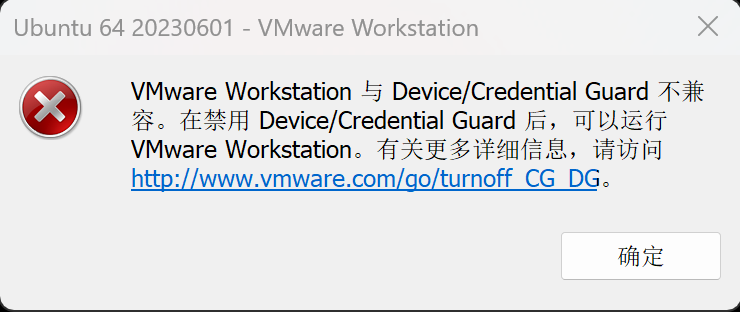 Ubuntu 64 20230601 - VMware Workstation
VMware Workstation 与 Device/Credential Guard 不兼
容。在禁用 Device/Credential Guard 后，可以运行
VMware Workstation。有关更多详细信息，请访问
http://www.vmware.com/go/turnoff_CG_DG。
确定